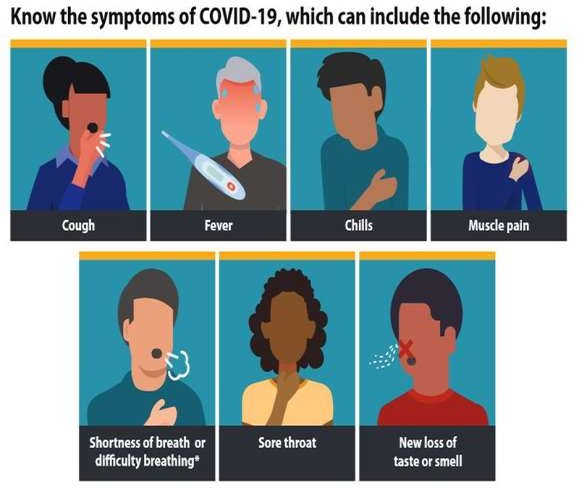 Know the symptoms of COVID-19, which can include the following:
Cough
Fever
Chills
Muscle pain
Shortness of breath or
difficulty breathing*
Sore throat
New loss of
taste or smell